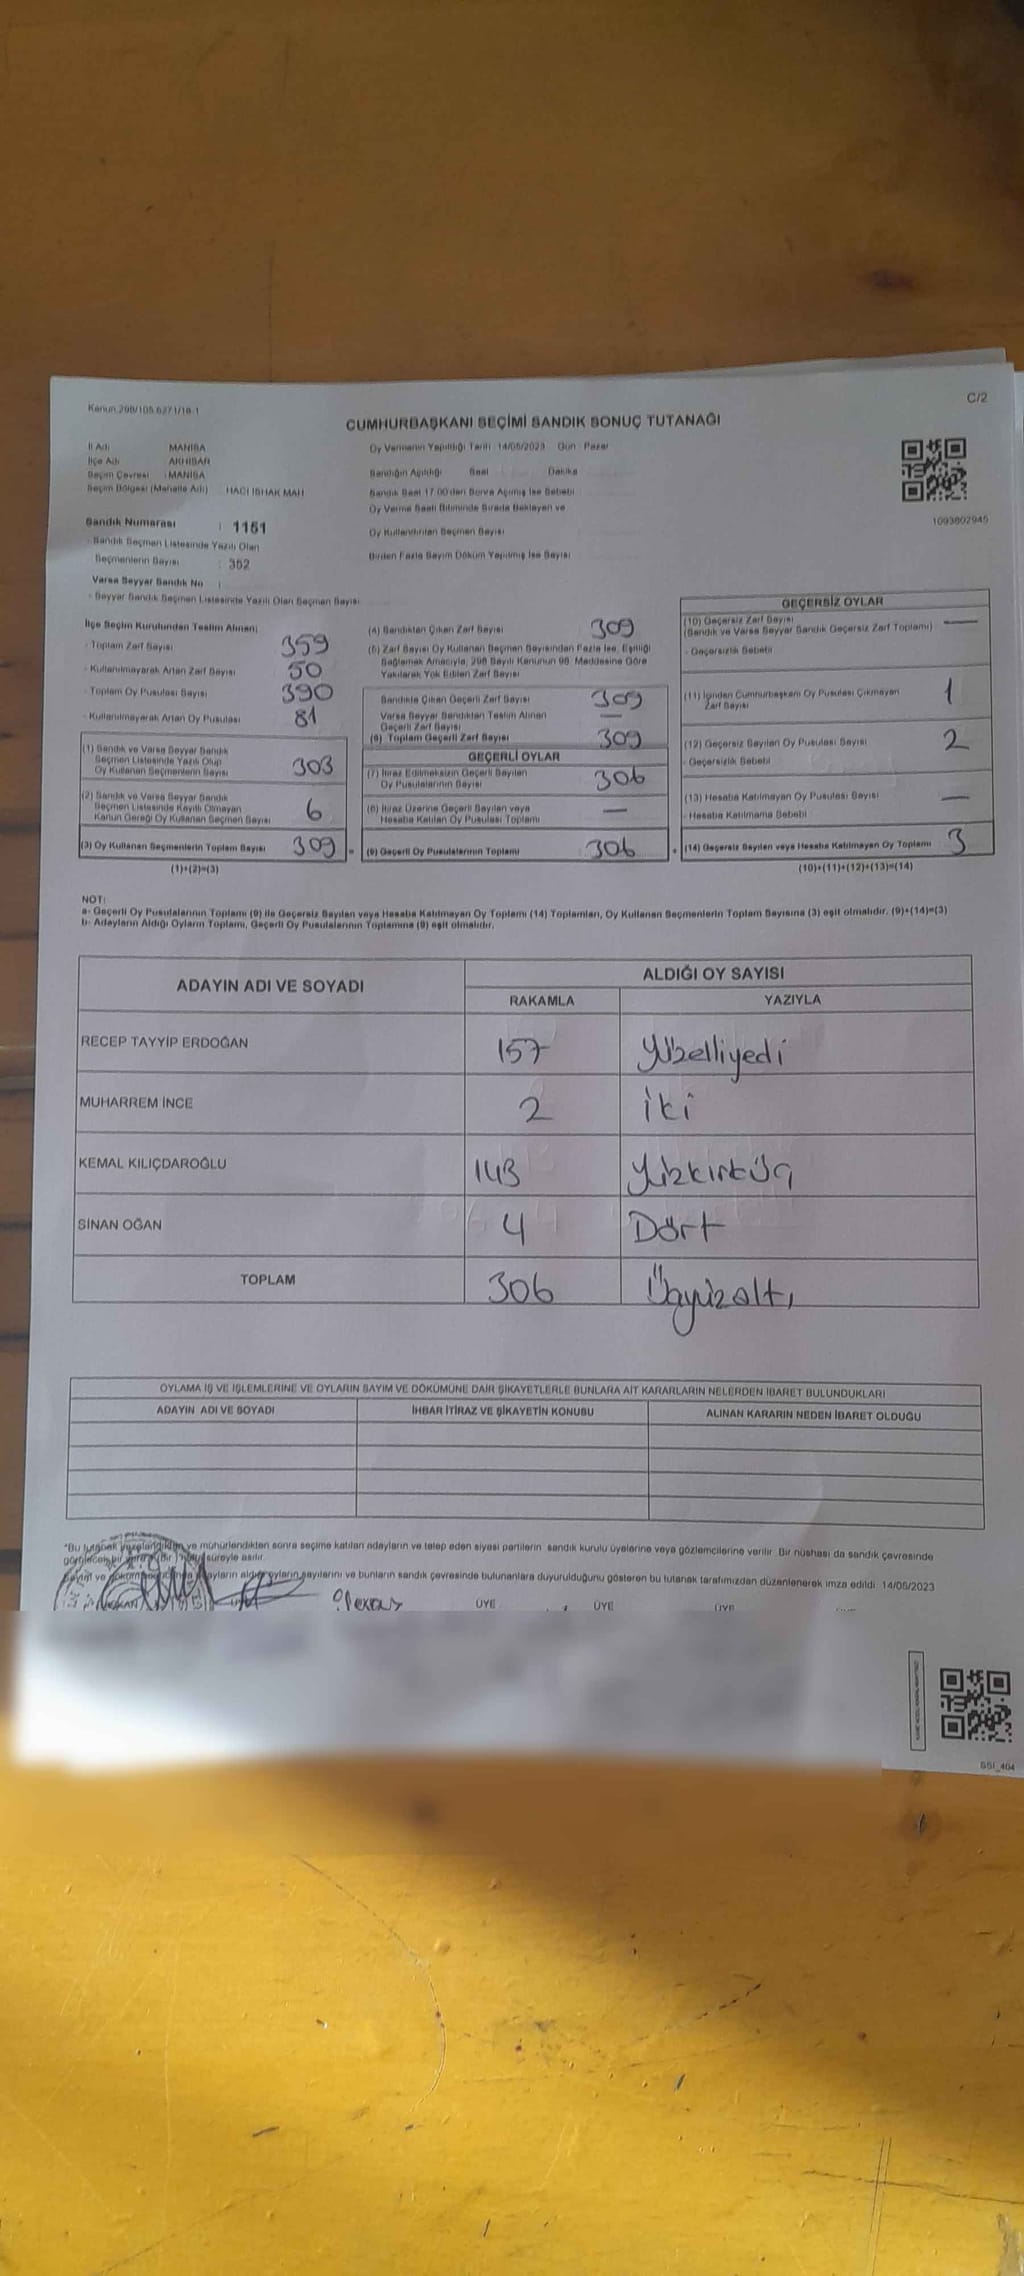 Kanun:298/105,6271/18-1
C/2
CUMHURBAŞKANI SEÇİMİ SANDIK SONUÇ TUTANAĞI
İl Adı MANİSA
İlçe Adı AKHİSAR
Seçim Çevresi : MANİSA
Seçim Bölgesi (Mahalle Adı) : HACI İSHAK MAH
Sandık Numarası : 1151
- Sandık Seçmen Listesinde Yazılı Olan
Seçmenlerin Sayısı : 352
Varsa Seyyar Sandık No :
- Seyyar Sandık Seçmen Listesinde Yazılı Olan Seçmen Sayısı
Oy Vermenin Yapıldığı Tarih :14/05/2023 Gün : Pazar
Sandığın Açıldığı Saat Dakika
Sandık Saat 17.00'den Sonra Açılmış İse Sebebi
Oy Verme Saati Bitiminde Sırada Bekleyen ve
Oy Kullandırılan Seçmen Sayısı
Birden Fazla Sayım Döküm Yapılmış İse Sayısı
1093802945
İlçe Seçim Kurulundan Teslim Alınan;
- Toplam Zarf Sayısı 359
- Kullanılmayarak Artan Zarf Sayısı 50
- Toplam Oy Pusulası Sayısı 390
- Kullanılmayarak Artan Oy Pusulası 81
(1) Sandık ve Varsa Seyyar Sandık
Seçmen Listesinde Yazılı Olup
Oy Kullanan Seçmenlerin Sayısı 303
(2) Sandık ve Varsa Seyyar Sandık
Seçmen Listesinde Kayıtlı Olmayan
Kanun Gereği Oy Kullanan Seçmen Sayısı 6
(3) Oy Kullanan Seçmenlerin Toplam Sayısı 309 =
(1)+(2)=(3)
(4) Sandıktan Çıkan Zarf Sayısı 309
(5) Zarf Sayısı Oy Kullanan Seçmen Sayısından Fazla İse, Eşitliği
Sağlamak Amacıyla, 298 Sayılı Kanunun 98. Maddesine Göre
Yakılarak Yok Edilen Zarf Sayısı
Sandıkta Çıkan Geçerli Zarf Sayısı 309
Varsa Seyyar Sandıktan Teslim Alınan
Geçerli Zarf Sayısı —
(6) Toplam Geçerli Zarf Sayısı 309
GEÇERLİ OYLAR
(7) İtiraz Edilmeksizin Geçerli Sayılan
Oy Pusulalarının Sayısı 306
(8) İtiraz Üzerine Geçerli Sayılan veya
Hesaba Katılan Oy Pusulası Toplamı —
(9) Geçerli Oy Pusulalarının Toplamı 306 +
GEÇERSİZ OYLAR
(10) Geçersiz Zarf Sayısı
(Sandık ve Varsa Seyyar Sandık Geçersiz Zarf Toplamı) —
- Geçersizlik Sebebi
(11) İçinden Cumhurbaşkanı Oy Pusulası Çıkmayan
Zarf Sayısı 1
(12) Geçersiz Sayılan Oy Pusulası Sayısı 2
- Geçersizlik Sebebi
(13) Hesaba Katılmayan Oy Pusulası Sayısı —
- Hesaba Katılmama Sebebi
(14) Geçersiz Sayılan veya Hesaba Katılmayan Oy Toplamı 3
(10)+(11)+(12)+(13)=(14)
NOT:
a- Geçerli Oy Pusulalarının Toplamı (9) ile Geçersiz Sayılan veya Hesaba Katılmayan Oy Toplamı (14) Toplamları, Oy Kullanan Seçmenlerin Toplam Sayısına (3) eşit olmalıdır. (9)+(14)=(3)
b- Adayların Aldığı Oyların Toplamı, Geçerli Oy Pusulalarının Toplamına (9) eşit olmalıdır.
ADAYIN ADI VE SOYADI
ALDIĞI OY SAYISI
RAKAMLA YAZIYLA
RECEP TAYYİP ERDOĞAN 157 Yüzelliyedi
MUHARREM İNCE 2 İki
KEMAL KILIÇDAROĞLU 143 Yüzkırküç
SİNAN OĞAN 4 Dört
TOPLAM 306 Üçyüzaltı
OYLAMA İŞ VE İŞLEMLERİNE VE OYLARIN SAYIM VE DÖKÜMÜNE DAİR ŞİKAYETLERLE BUNLARA AİT KARARLARIN NELERDEN İBARET BULUNDUKLARI
ADAYIN ADI VE SOYADI İHBAR İTİRAZ VE ŞİKAYETİN KONUSU ALINAN KARARIN NEDEN İBARET OLDUĞU
"Bu tutanak ve mühürlendikten sonra seçime katılan adayların ve talep eden siyasi partilerin sandık kurulu üyelerine veya gözlemcilerine verilir. Bir nüshası da sandık çevresinde
süreyle asılır.
Sayım ve adayların aldığı oyların sayılarını ve bunların sandık çevresinde bulunanlara duyurulduğunu gösteren bu tutanak tarafımızdan düzenlenerek imza edildi. 14/05/2023
ÜYE ÜYE ÜYE
SSİ_404